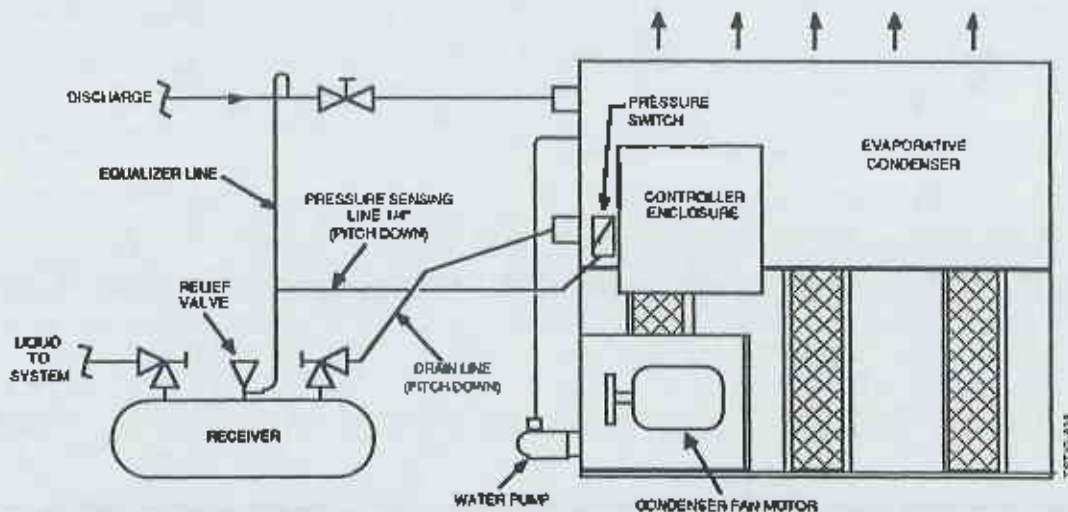 DISCHARGE
EQUALIZER LINE
PRESSURE SENSING
LINE 1/4"
(PITCH DOWN)
RELIEF
VALVE
LIQUID
TO
SYSTEM
RECEIVER
DRAIN LINE
(PITCH DOWN)
PRESSURE
SWITCH
CONTROLLER
ENCLOSURE
EVAPORATIVE
CONDENSER
WATER PUMP
CONDENSER FAN MOTOR